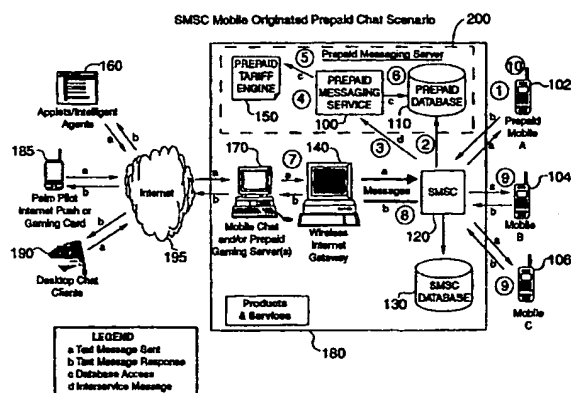 SMSC Mobile Originated Prepaid Chat Scenario
200
160
Applets/Intelligent
Agents
a
b
185
Palm Pilot
Internet Push or
Gaming Card
a
b
190
Desktop Chat
Clients
b
a
Internet
195
a
b
Prepaid Messaging Server
5
PREPAID
TARIFF
ENGINE
150
c
4
PREPAID
MESSAGING
SERVICE
100
6
c
110
PREPAID
DATABASE
d
3
2
170
Mobile Chat
and/or Prepaid
Gaming Server(s)
7
a
b
140
Wireless
Internet
Gateway
a
Messages
b
8
SMSC
120
130
SMSC
DATABASE
Products
& Services
180
1
10
102
Prepaid
Mobile
A
b
a
9
104
Mobile
B
a
b
9
106
Mobile
C
a
b
LEGEND
a Text Message Sent
b Text Message Response
c Database Access
d Interservice Message